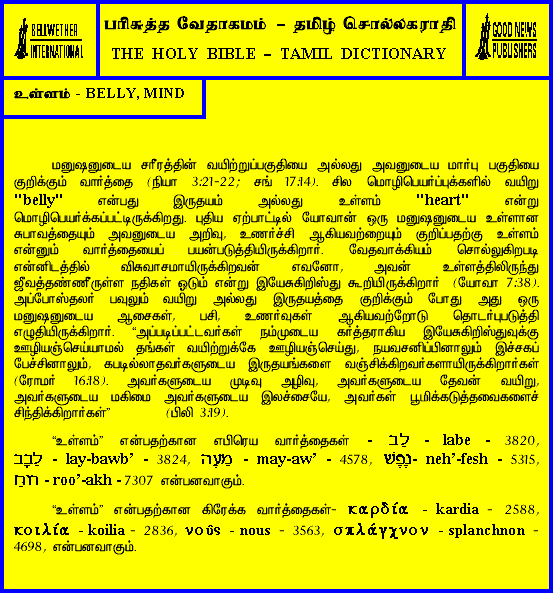 BELLWETHER
INTERNATIONAL
பரிசுத்த வேதாகமம் – தமிழ் சொல்லகராதி
THE HOLY BIBLE – TAMIL DICTIONARY
GOOD NEWS
PUBLISHERS
உள்ளம் - BELLY, MIND
மனுஷனுடைய சரீரத்தின் வயிற்றுப்பகுதியை அல்லது அவனுடைய மார்பு பகுதியை
குறிக்கும் வார்த்தை (நியா 3:21-22; சங் 17:14). சில மொழிபெயர்ப்புக்களில் வயிறு
"belly" என்பது இருதயம் அல்லது உள்ளம் "heart" என்று
மொழிபெயர்க்கப்பட்டிருக்கிறது. புதிய ஏற்பாட்டில் யோவான் ஒரு மனுஷனுடைய உள்ளான
சுபாவத்தையும் அவனுடைய அறிவு, உணர்ச்சி ஆகியவற்றையும் குறிப்பதற்கு உள்ளம்
என்னும் வார்த்தையைப் பயன்படுத்தியிருக்கிறார். வேதவாக்கியம் சொல்லுகிறபடி
என்னிடத்தில் விசுவாசமாயிருக்கிறவன் எவனோ, அவன் உள்ளத்திலிருந்து
ஜீவத்தண்ணீருள்ள நதிகள் ஓடும் என்று இயேசுகிறிஸ்து கூறியிருக்கிறார் (யோவா 7:38).
அப்போஸ்தலர் பவுலும் வயிறு அல்லது இருதயத்தை குறிக்கும் போது அது ஒரு
மனுஷனுடைய ஆசைகள், பசி, உணர்வுகள் ஆகியவற்றோடு தொடர்புபடுத்தி
எழுதியிருக்கிறார். “அப்படிப்பட்டவர்கள் நம்முடைய கர்த்தராகிய இயேசுகிறிஸ்துவுக்கு
ஊழியஞ்செய்யாமல் தங்கள் வயிற்றுக்கே ஊழியஞ்செய்து, நயவசனிப்பினாலும் இச்சகப்
பேச்சினாலும், கபடில்லாதவர்களுடைய இருதயங்களை வஞ்சிக்கிறவர்களாயிருக்கிறார்கள்
(ரோமர் 16:18). அவர்களுடைய முடிவு அழிவு, அவர்களுடைய தேவன் வயிறு,
அவர்களுடைய மகிமை அவர்களுடைய இலச்சையே, அவர்கள் பூமிக்கடுத்தவைகளைச்
சிந்திக்கிறார்கள்” (பிலி 3:19).
“உள்ளம்” என்பதற்கான எபிரெய வார்த்தைகள் - לֵב - labe - 3820,
לֵבָב - lay-bawb’ - 3824, מֵעָה - may-aw’ - 4578, נֶפֶשׁ - neh’-fesh - 5315,
רוּחַ - roo’-akh - 7307 என்பனவாகும்.
“உள்ளம்” என்பதற்கான கிரேக்க வார்த்தைகள்- καρδία - kardia - 2588,
κοιλία - koilia - 2836, νοῦς - nous - 3563, σπλάγχνον - splanchnon -
4698, என்பனவாகும்.